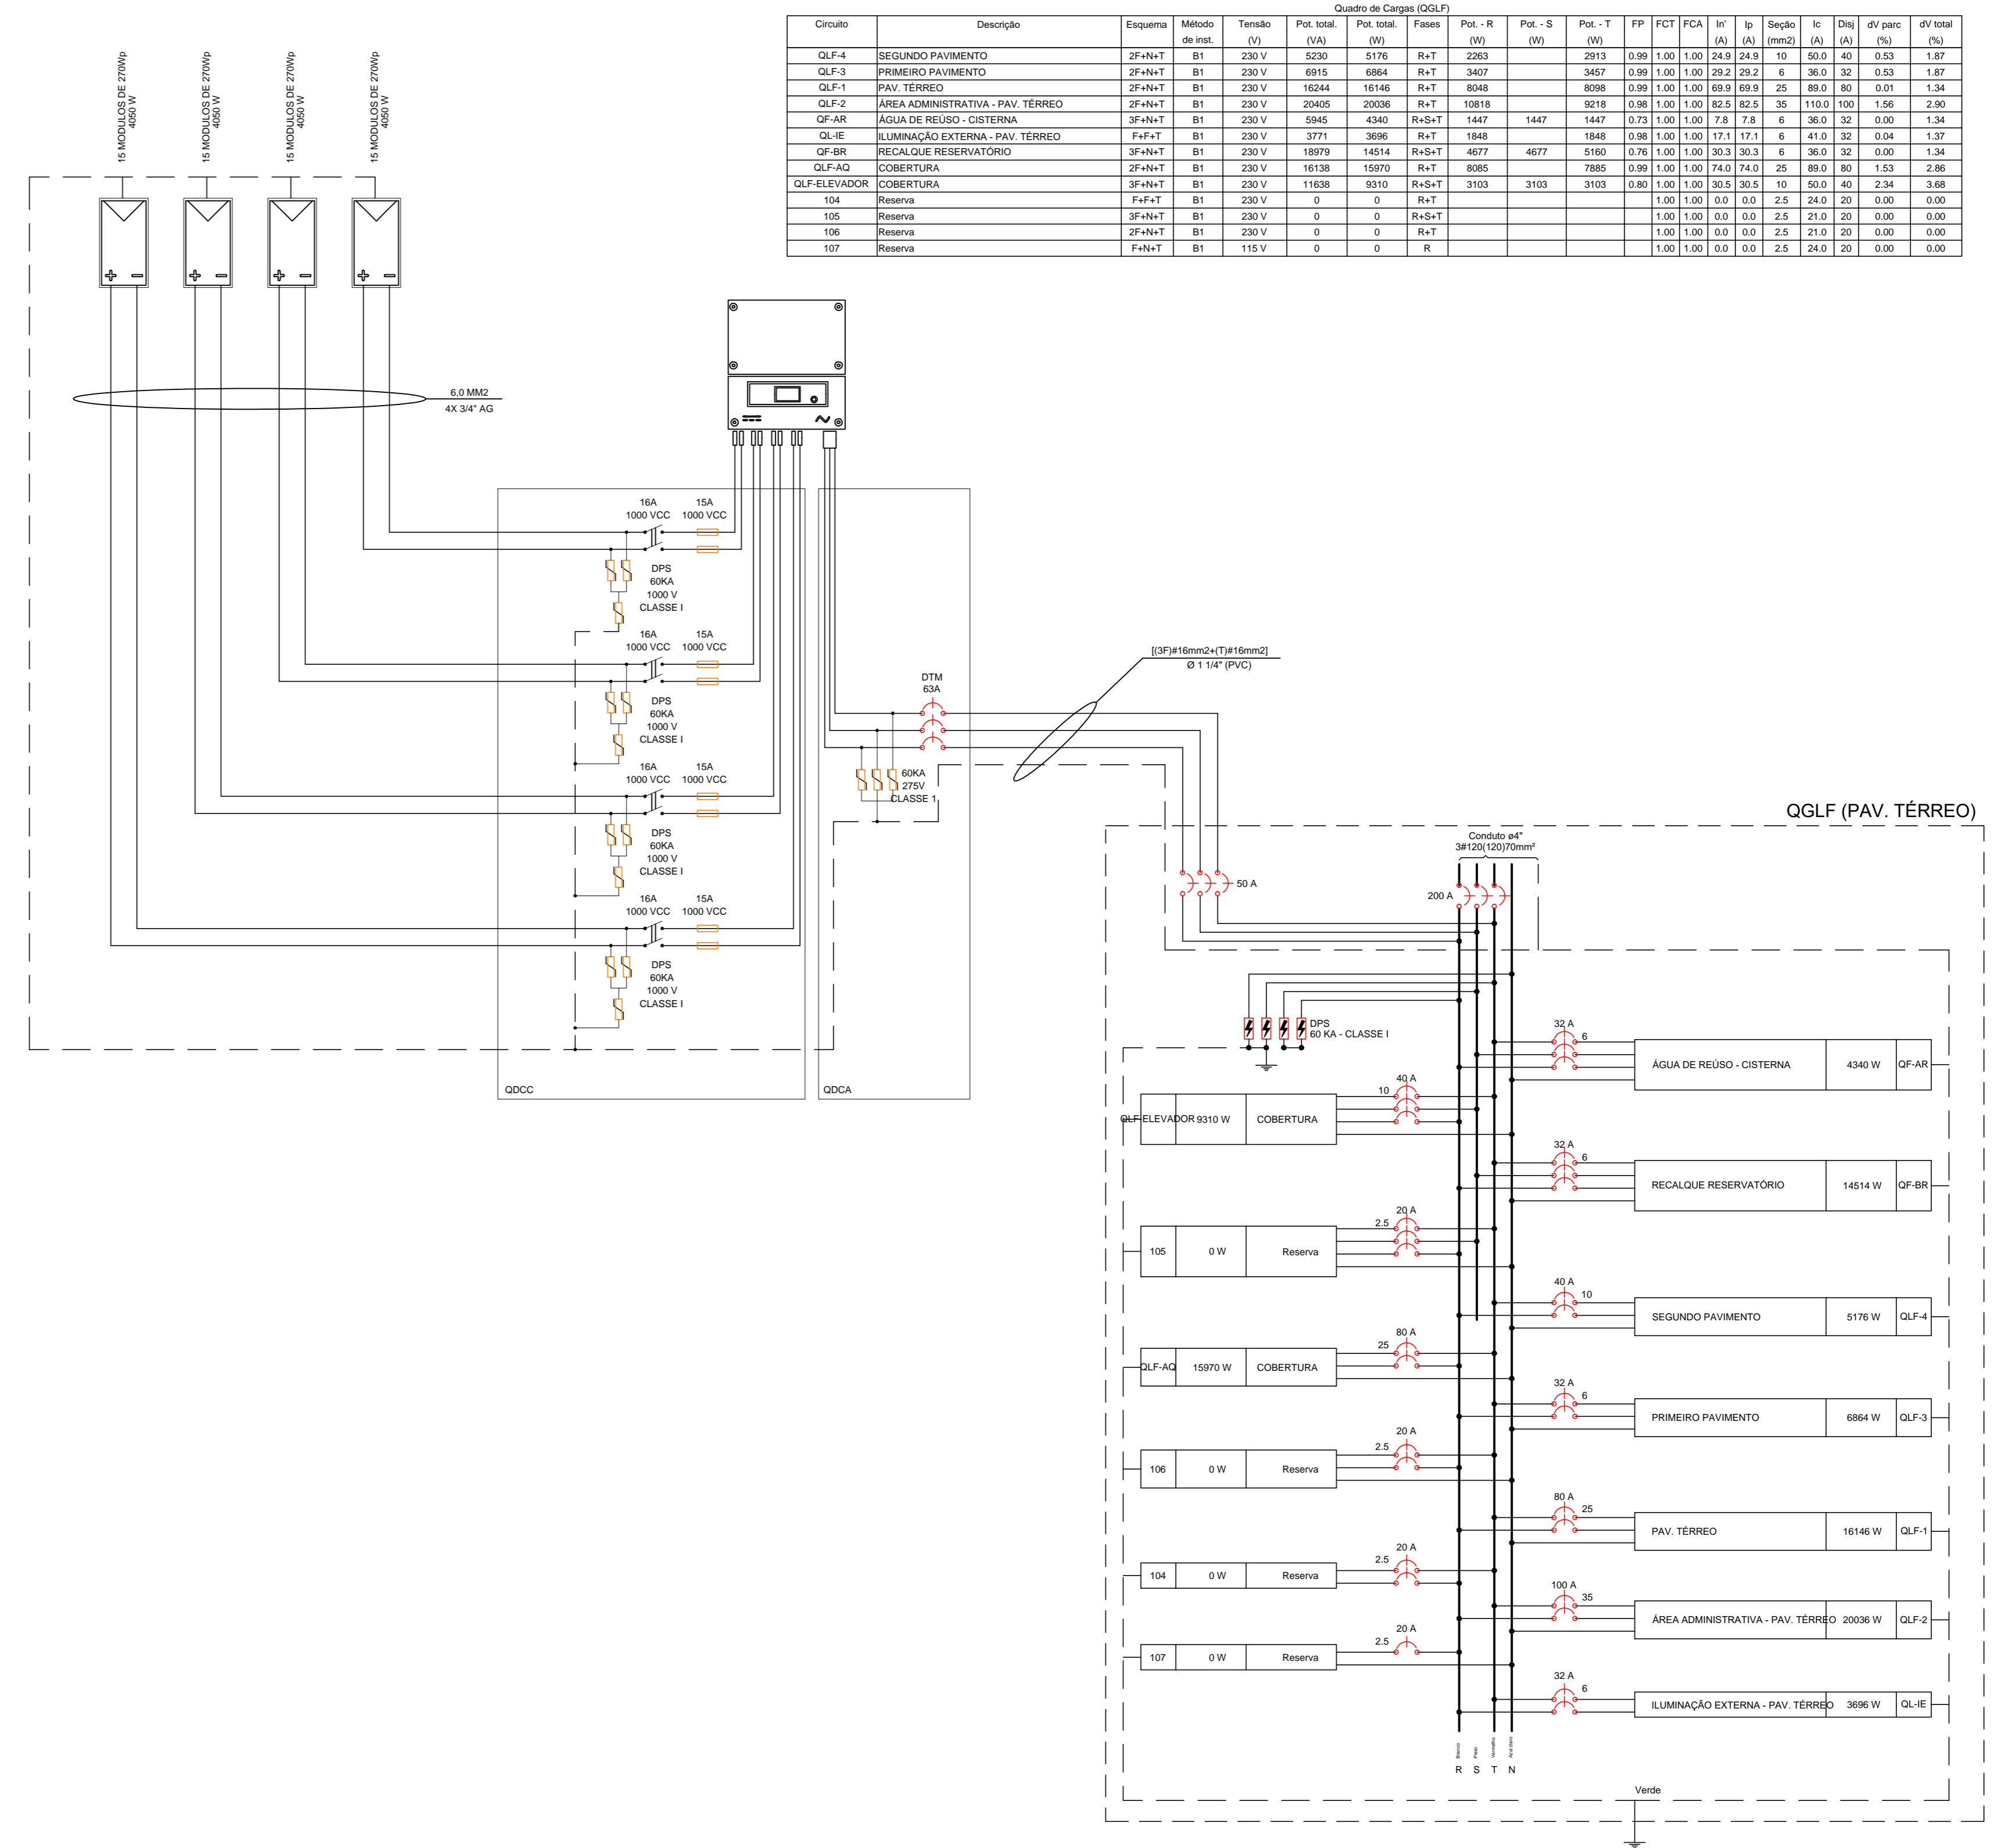 Quadro de Cargas (QGLF)
Circuito Descrição Esquema Método de inst. Tensão (V) Pot. total. (VA) Pot. total. (W) Fases Pot. - R (W) Pot. - S (W) Pot. - T (W) FP FCT FCA In' (A) Ip (A) Seção (mm2) Ic (A) Disj (A) dV parc (%) dV total (%)
QLF-4 SEGUNDO PAVIMENTO 2F+N+T B1 230 V 5230 5176 R+T 2263 2913 0.99 1.00 1.00 24.9 24.9 10 50.0 40 0.53 1.87
QLF-3 PRIMEIRO PAVIMENTO 2F+N+T B1 230 V 6915 6864 R+T 3407 3457 0.99 1.00 1.00 29.2 29.2 6 36.0 32 0.53 1.87
QLF-1 PAV. TÉRREO 2F+N+T B1 230 V 16244 16146 R+T 8048 8098 0.99 1.00 1.00 69.9 69.9 25 89.0 80 0.01 1.34
QLF-2 ÁREA ADMINISTRATIVA - PAV. TÉRREO 2F+N+T B1 230 V 20405 20036 R+T 10818 9218 0.98 1.00 1.00 82.5 82.5 35 110.0 100 1.56 2.90
QF-AR ÁGUA DE REÚSO - CISTERNA 3F+N+T B1 230 V 5945 4340 R+S+T 1447 1447 1447 0.73 1.00 1.00 7.8 7.8 6 36.0 32 0.00 1.34
QL-IE ILUMINAÇÃO EXTERNA - PAV. TÉRREO F+F+T B1 230 V 3771 3696 R+T 1848 1848 0.98 1.00 1.00 17.1 17.1 6 41.0 32 0.04 1.37
QF-BR RECALQUE RESERVATÓRIO 3F+N+T B1 230 V 18979 14514 R+S+T 4677 4677 5160 0.76 1.00 1.00 30.3 30.3 6 36.0 32 0.00 1.34
QLF-AQ COBERTURA 2F+N+T B1 230 V 16138 15970 R+T 8085 7885 0.99 1.00 1.00 74.0 74.0 25 89.0 80 1.53 2.86
QLF-ELEVADOR COBERTURA 3F+N+T B1 230 V 11638 9310 R+S+T 3103 3103 3103 0.80 1.00 1.00 30.5 30.5 10 50.0 40 2.34 3.68
104 Reserva F+F+T B1 230 V 0 0 R+T 1.00 1.00 0.0 0.0 2.5 24.0 20 0.00 0.00
105 Reserva 3F+N+T B1 230 V 0 0 R+S+T 1.00 1.00 0.0 0.0 2.5 21.0 20 0.00 0.00
106 Reserva 2F+N+T B1 230 V 0 0 R+T 1.00 1.00 0.0 0.0 2.5 21.0 20 0.00 0.00
107 Reserva F+N+T B1 115 V 0 0 R 1.00 1.00 0.0 0.0 2.5 24.0 20 0.00 0.00
15 MODULOS DE 270Wp
4050 W
15 MODULOS DE 270Wp
4050 W
15 MODULOS DE 270Wp
4050 W
15 MODULOS DE 270Wp
4050 W
6,0 MM2
4X 3/4" AG
16A 15A
1000 VCC 1000 VCC
DPS
60KA
1000 V
CLASSE I
16A 15A
1000 VCC 1000 VCC
DPS
60KA
1000 V
CLASSE I
16A 15A
1000 VCC 1000 VCC
DPS
60KA
1000 V
CLASSE I
16A 15A
1000 VCC 1000 VCC
DPS
60KA
1000 V
CLASSE I
QDCC
DTM
63A
60KA
275V
CLASSE 1
QDCA
[(3F)#16mm2+(T)#16mm2]
Ø 1 1/4" (PVC)
QGLF (PAV. TÉRREO)
Conduto ø4"
3#120(120)70mm²
50 A
200 A
DPS
60 KA - CLASSE I
32 A
6
ÁGUA DE REÚSO - CISTERNA 4340 W QF-AR
40 A
10
QLF-ELEVADOR 9310 W COBERTURA
32 A
6
RECALQUE RESERVATÓRIO 14514 W QF-BR
20 A
2.5
105 0 W Reserva
40 A
10
SEGUNDO PAVIMENTO 5176 W QLF-4
80 A
25
QLF-AQ 15970 W COBERTURA
32 A
6
PRIMEIRO PAVIMENTO 6864 W QLF-3
20 A
2.5
106 0 W Reserva
80 A
25
PAV. TÉRREO 16146 W QLF-1
20 A
2.5
104 0 W Reserva
100 A
35
ÁREA ADMINISTRATIVA - PAV. TÉRREO 20036 W QLF-2
20 A
2.5
107 0 W Reserva
32 A
6
ILUMINAÇÃO EXTERNA - PAV. TÉRREO 3696 W QL-IE
Branco Preto Vermelho Azul claro
R S T N
Verde